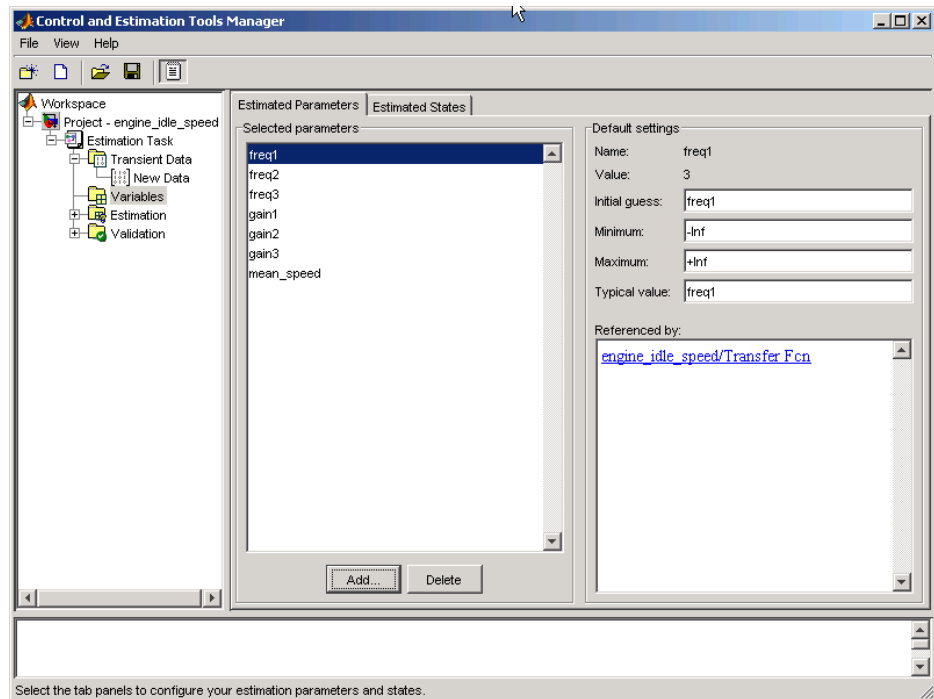 Control and Estimation Tools Manager
File View Help
Workspace
Project - engine_idle_speed
Estimation Task
Transient Data
New Data
Variables
Estimation
Validation
Estimated Parameters
Estimated States
Selected parameters
freq1
freq2
freq3
gain1
gain2
gain3
mean_speed
Add...
Delete
Default settings
Name: freq1
Value: 3
Initial guess: freq1
Minimum: -Inf
Maximum: +Inf
Typical value: freq1
Referenced by:
engine_idle_speed/Transfer Fcn
Select the tab panels to configure your estimation parameters and states.